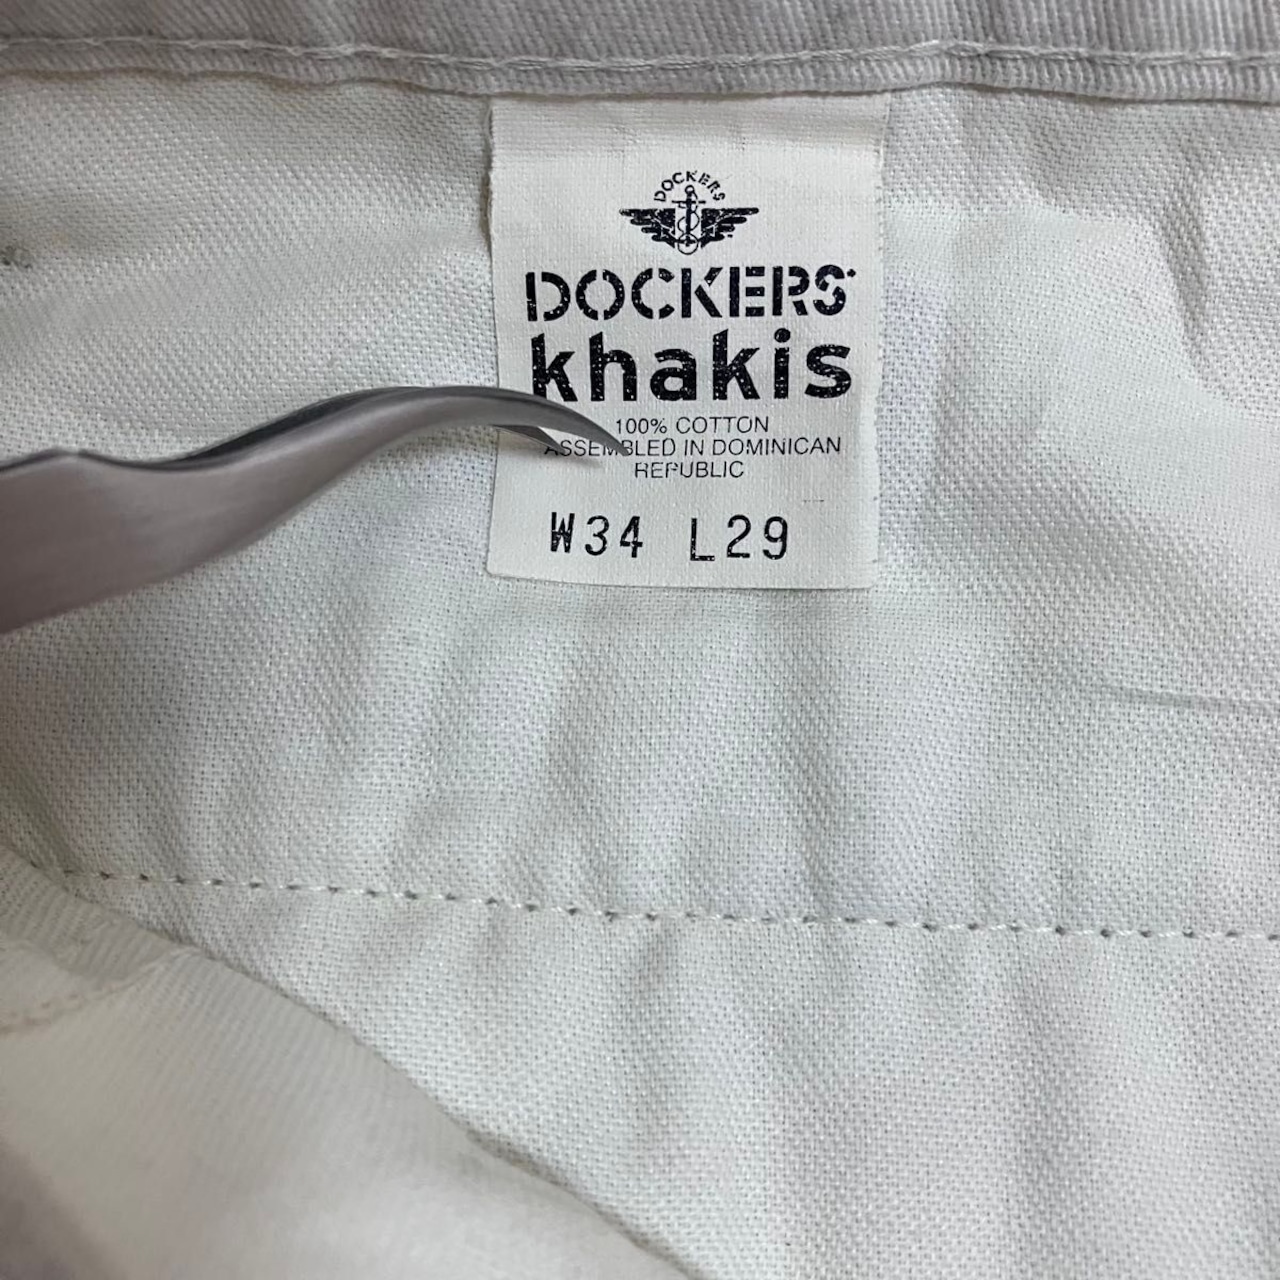 DOCKERS
DOCKERS
khakis
100% COTTON
ASSEMBLED IN DOMINICAN
REPUBLIC
W34 L29